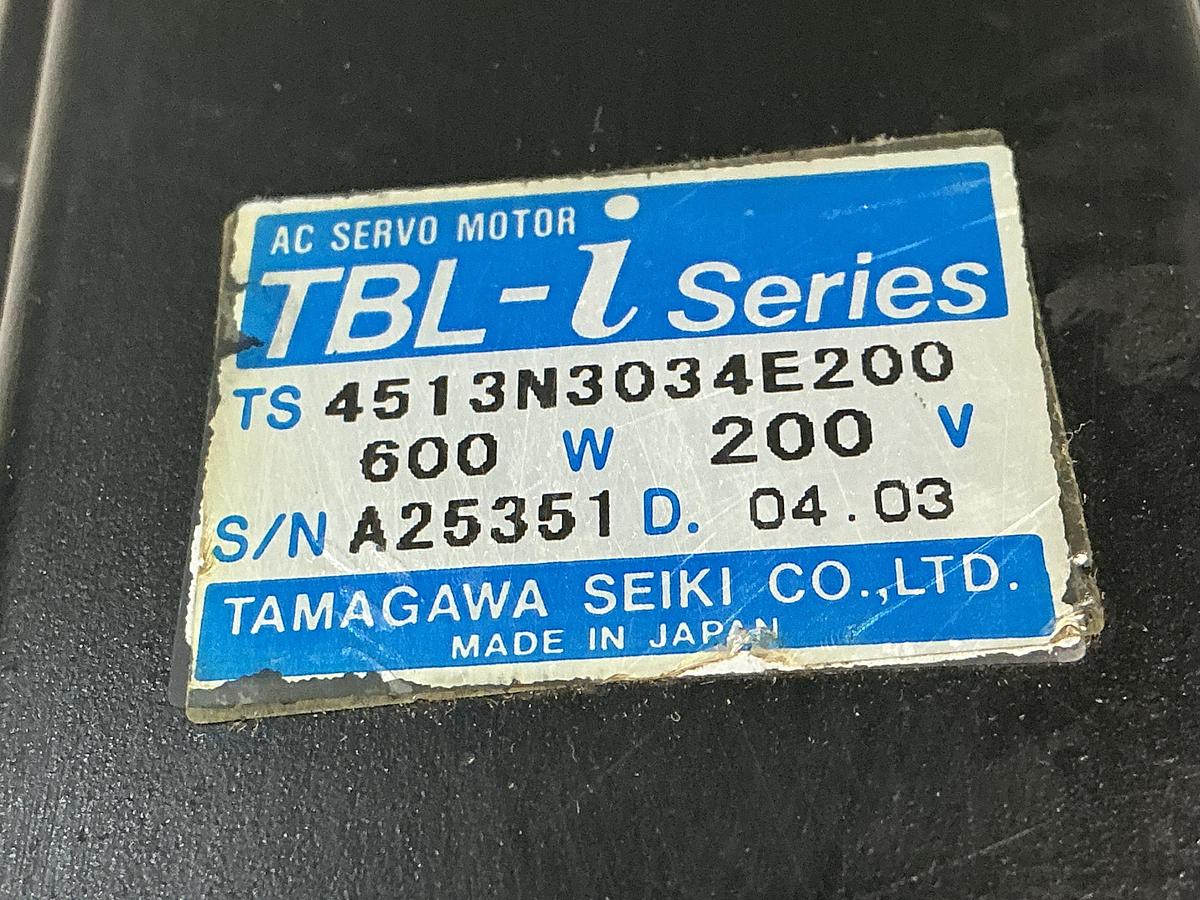 AC SERVO MOTOR
TBL-i Series
TS 4513N3034E200
600 W 200 V
S/N A25351 D. 04.03
TAMAGAWA SEIKI CO.,LTD.
MADE IN JAPAN